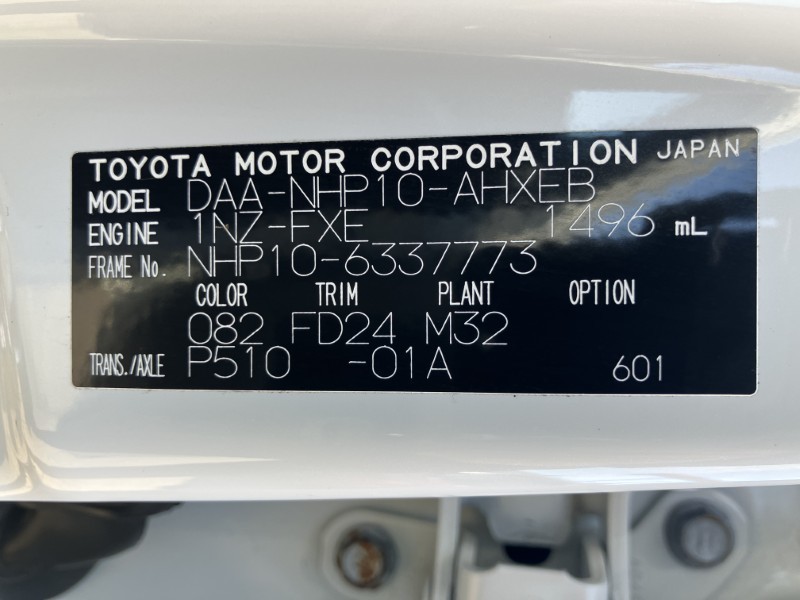 TOYOTA MOTOR CORPORATION JAPAN
MODEL DAA-NHP10-AHXEB
ENGINE 1NZ-FXE 1496 mL
FRAME No. NHP10-6337773
COLOR TRIM PLANT OPTION
082 FD24 M32
TRANS./AXLE P510 -01A 601